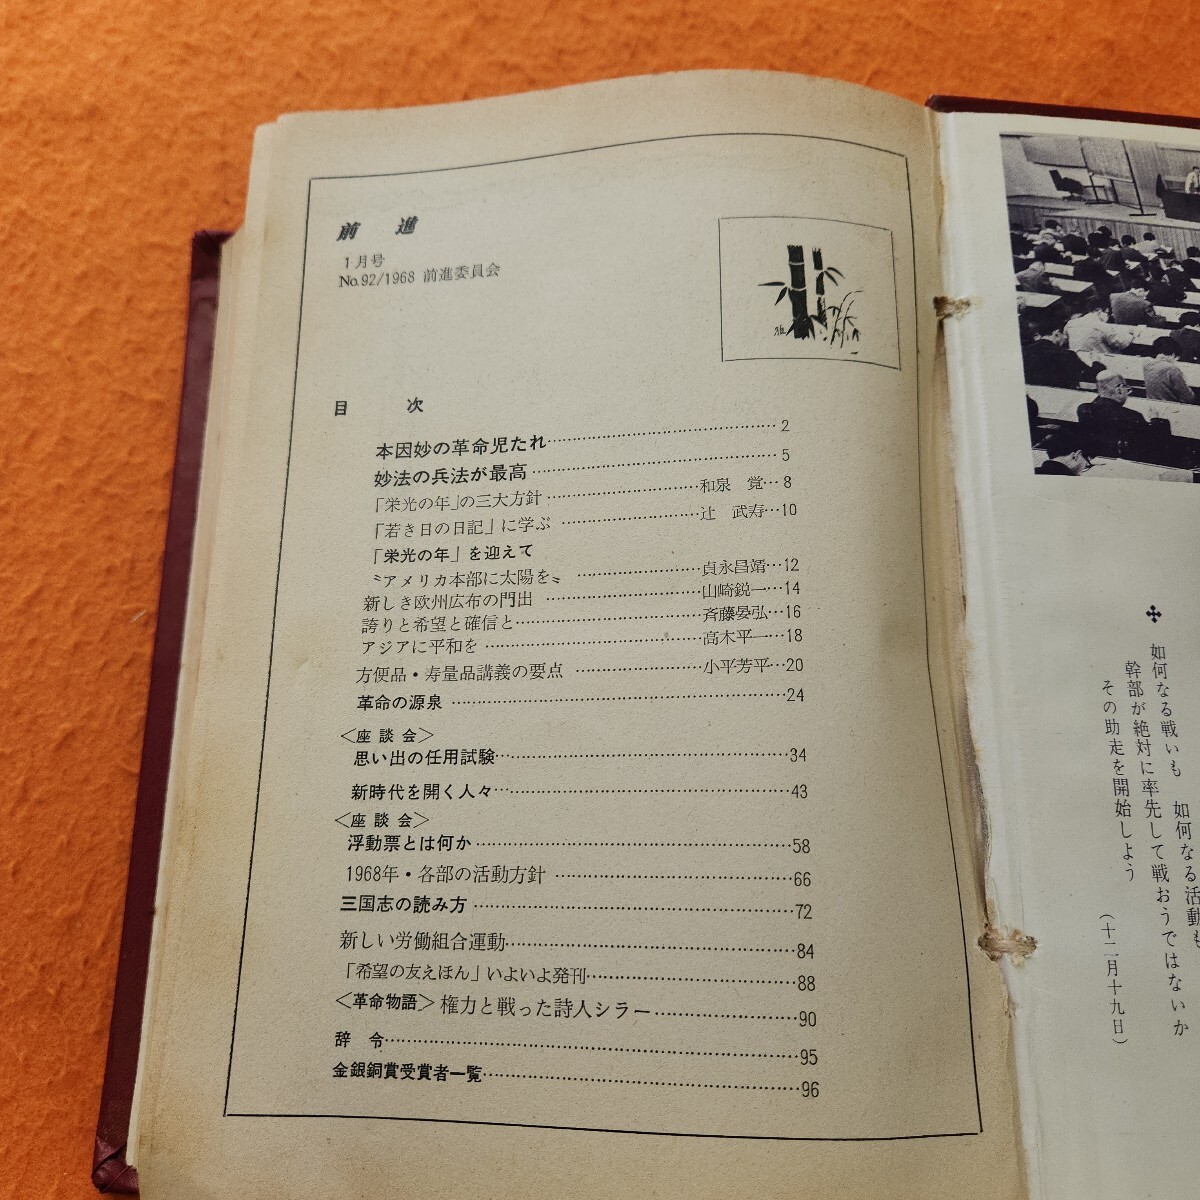 前進
1月号
No.92/1968 前進委員会
目次
本因妙の革命児たれ…2
妙法の兵法が最高…5
「栄光の年」の三大方針…和泉 覚…8
「若き日の日記」に学ぶ…辻 武寿…10
「栄光の年」を迎えて
〝アメリカ本部に太陽を〟…貞永昌靖…12
新しき欧州広布の門出…山崎鋭一…14
誇りと希望と確信と…斉藤晏弘…16
アジアに平和を…高木平一…18
方便品・寿量品講義の要点…小平芳平…20
革命の源泉…24
〈座談会〉
思い出の任用試験…34
新時代を開く人々…43
〈座談会〉
浮動票とは何か…58
1968年・各部の活動方針…66
三国志の読み方…72
新しい労働組合運動…84
「希望の友えほん」いよいよ発刊…88
〈革命物語〉権力と戦った詩人シラー…90
辞令…95
金銀銅賞受賞者一覧…96
如何なる戦いも 如何なる活動も
幹部が絶対に率先して戦おうではないか
その助走を開始しよう
（十二月十九日）